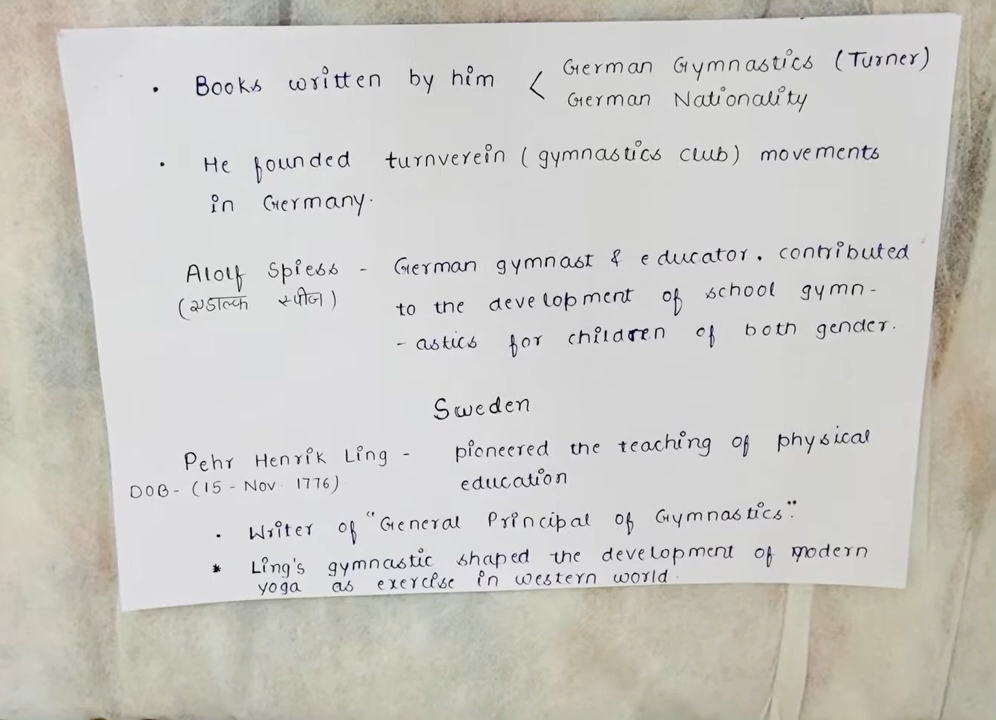 • Books written by him < German Gymnastics (Turner)
German Nationality
• He founded turnverein (gymnastics club) movements
in Germany.
Alolf Spiess - German gymnast & educator. contributed
(अडाल्फ स्पीज) to the development of school gymn-
- astics for children of both gender.
Sweden
Pehr Henrik Ling - pioneered the teaching of physical
DOB - (15 - Nov 1776) education
• Writer of "General Principal of Gymnastics".
* Ling's gymnastic shaped the development of modern
yoga as exercise in western world.